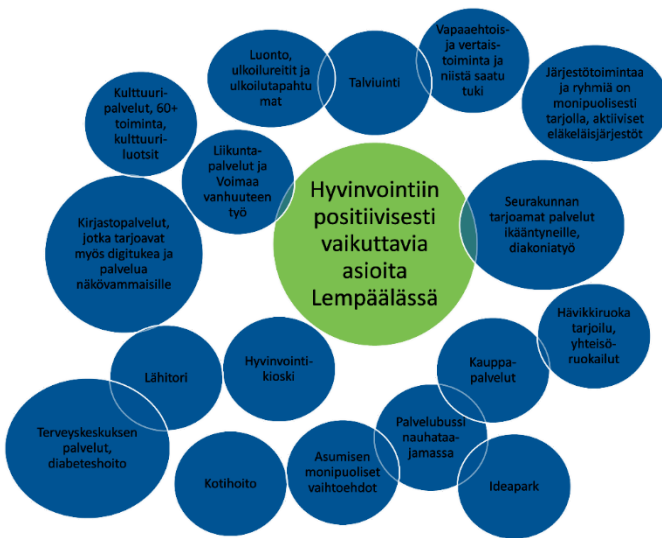 Luonto,
ulkoilureitit ja
ulkoilutapahtu
mat
Talviuinti
Vapaaehtois-
ja vertais-
toiminta ja
niistä saatu
tuki
Järjestötoimintaa
ja ryhmiä on
monipuolisesti
tarjolla, aktiiviset
eläkeläisjärjestöt
Kulttuuri-
palvelut, 60+
toiminta,
kulttuuri-
luotsit
Liikunta-
palvelut ja
Voimaa
vanhuuteen
työ
Hyvinvointiin
positiivisesti
vaikuttavia
asioita
Lempäälässä
Seurakunnan
tarjoamat palvelut
ikääntyneille,
diakoniatyö
Kirjastopalvelut,
jotka tarjoavat
myös digitukea ja
palvelua
näkövammaisille
Hävikkiruoka
tarjoilu,
yhteisö-
ruokailut
Lähitori
Hyvinvointi-
kioski
Kauppa-
palvelut
Terveyskeskuksen
palvelut,
diabeteshoito
Kotihoito
Asumisen
monipuoliset
vaihtoehdot
Palvelubussi
nauhataa-
jamassa
Ideapark